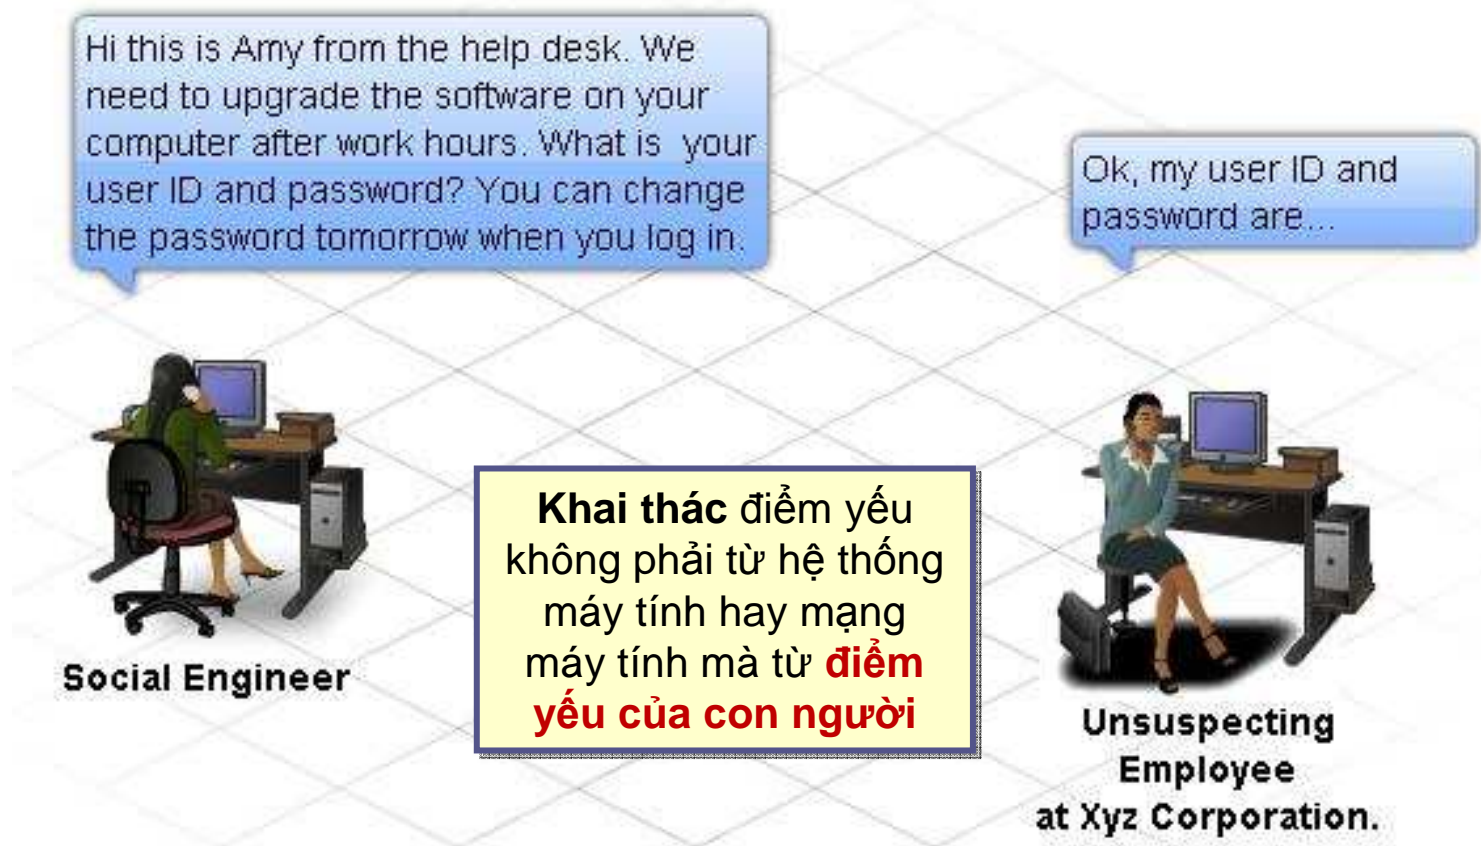 Hi this is Amy from the help desk. We
need to upgrade the software on your
computer after work hours. What is your
user ID and password? You can change
the password tomorrow when you log in.
Ok, my user ID and
password are...
Khai thác điểm yếu
không phải từ hệ thống
máy tính hay mạng
máy tính mà từ điểm
yếu của con người
Social Engineer
Unsuspecting
Employee
at Xyz Corporation.